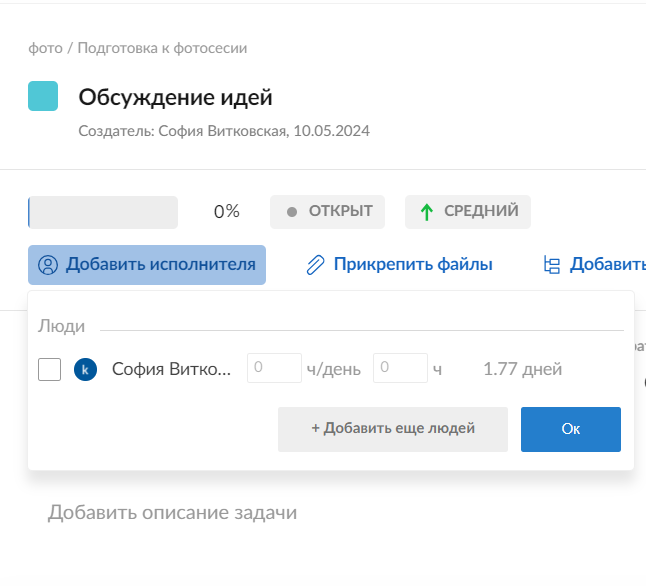 фото / Подготовка к фотосесии
Обсуждение идей
Создатель: София Витковская, 10.05.2024
0% ОТКРЫТ СРЕДНИЙ
Добавить исполнителя Прикрепить файлы Добавить
Люди
k София Витко... 0 ч/день 0 ч 1.77 дней
+ Добавить еще людей Ок
Добавить описание задачи